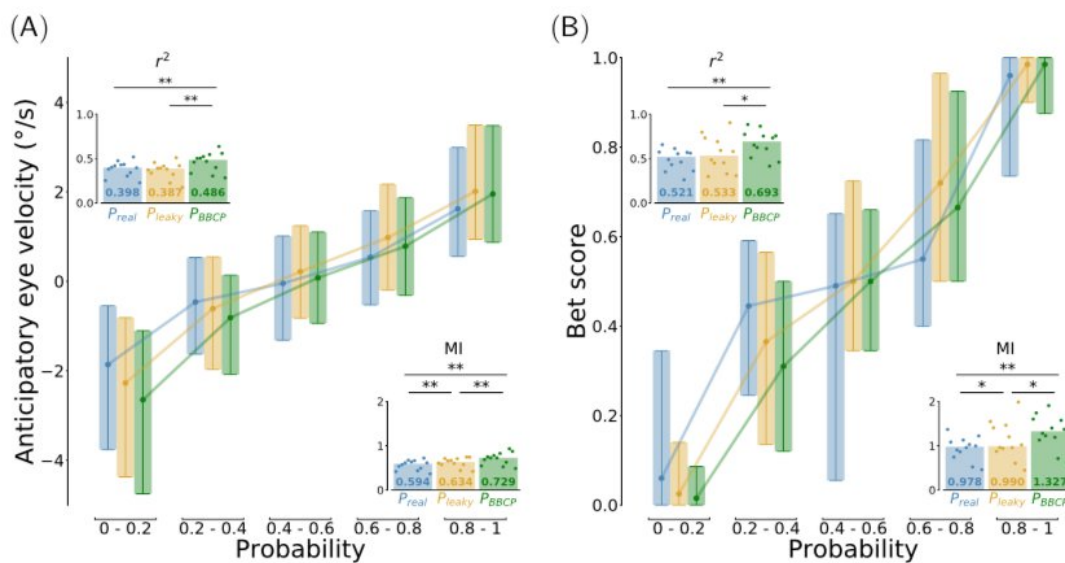 (A)
r²
**
**
1.0
0.5
0.0
0.398 0.387 0.486
P_real P_leaky P_BBCP
Anticipatory eye velocity (°/s)
4
2
0
−2
−4
MI
**
** **
2
1
0
0.594 0.634 0.729
P_real P_leaky P_BBCP
0 - 0.2 0.2 - 0.4 0.4 - 0.6 0.6 - 0.8 0.8 - 1
Probability
(B)
r²
**
*
1.0
0.5
0.0
0.521 0.533 0.693
P_real P_leaky P_BBCP
Bet score
1.0
0.8
0.6
0.4
0.2
0.0
MI
**
* *
2
1
0
0.978 0.990 1.327
P_real P_leaky P_BBCP
0 - 0.2 0.2 - 0.4 0.4 - 0.6 0.6 - 0.8 0.8 - 1
Probability